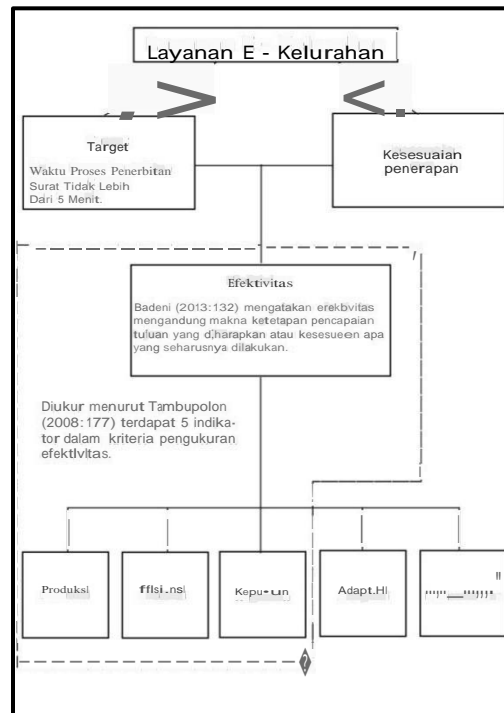 Layanan E - Kelurahan
Target
Waktu Proses Penerbitan
Surat Tidak Lebih
Dari 5 Menit.
Kesesuaian
penerapan
Efektivitas
Badeni (2013:132) mengatakan erekbvitas
mengandung makna ketetapan pencapaian
tuluan yang d,harapkan atau kesesueen apa
yang seharusnya dilakukan.
Diukur menurut Tambupolon
(2008:177) terdapat 5 indika-
tor dalam kriteria pengukuran
efektlvltas.
Produksi
Adapt.Hl